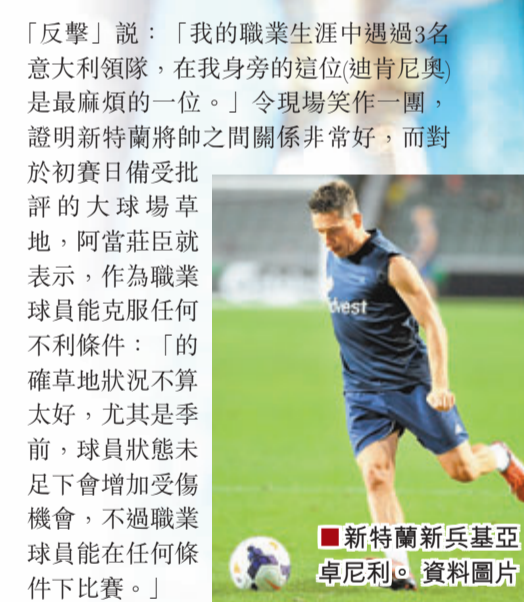 「反擊」説：「我的職業生涯中遇過3名
意大利領隊，在我身旁的這位(迪肯尼奧)
是最麻煩的一位。」令現場笑作一團，
證明新特蘭將帥之間關係非常好，而對
於初賽日備受批
評的大球場草
地，阿當莊臣就
表示，作為職業
球員能克服任何
不利條件：「的
確草地狀況不算
太好，尤其是季
前，球員狀態未
足下會增加受傷
機會，不過職業
球員能在任何條
件下比賽。」
■新特蘭新兵基亞
卓尼利。 資料圖片